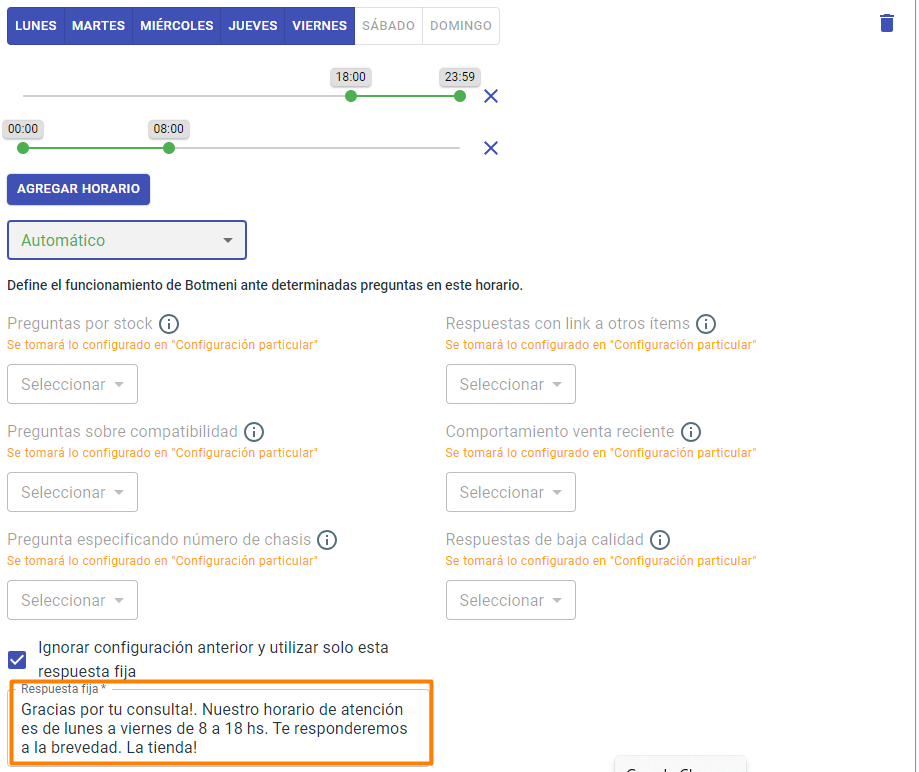 LUNES MARTES MIÉRCOLES JUEVES VIERNES SÁBADO DOMINGO
18:00 23:59
00:00 08:00
AGREGAR HORARIO
Automático
Define el funcionamiento de Botmeni ante determinadas preguntas en este horario.
Preguntas por stock
Se tomará lo configurado en "Configuración particular"
Seleccionar
Respuestas con link a otros ítems
Se tomará lo configurado en "Configuración particular"
Seleccionar
Preguntas sobre compatibilidad
Se tomará lo configurado en "Configuración particular"
Seleccionar
Comportamiento venta reciente
Se tomará lo configurado en "Configuración particular"
Seleccionar
Pregunta especificando número de chasis
Se tomará lo configurado en "Configuración particular"
Seleccionar
Respuestas de baja calidad
Se tomará lo configurado en "Configuración particular"
Seleccionar
Ignorar configuración anterior y utilizar solo esta
respuesta fija
Respuesta fija *
Gracias por tu consulta!. Nuestro horario de atención
es de lunes a viernes de 8 a 18 hs. Te responderemos
a la brevedad. La tienda!